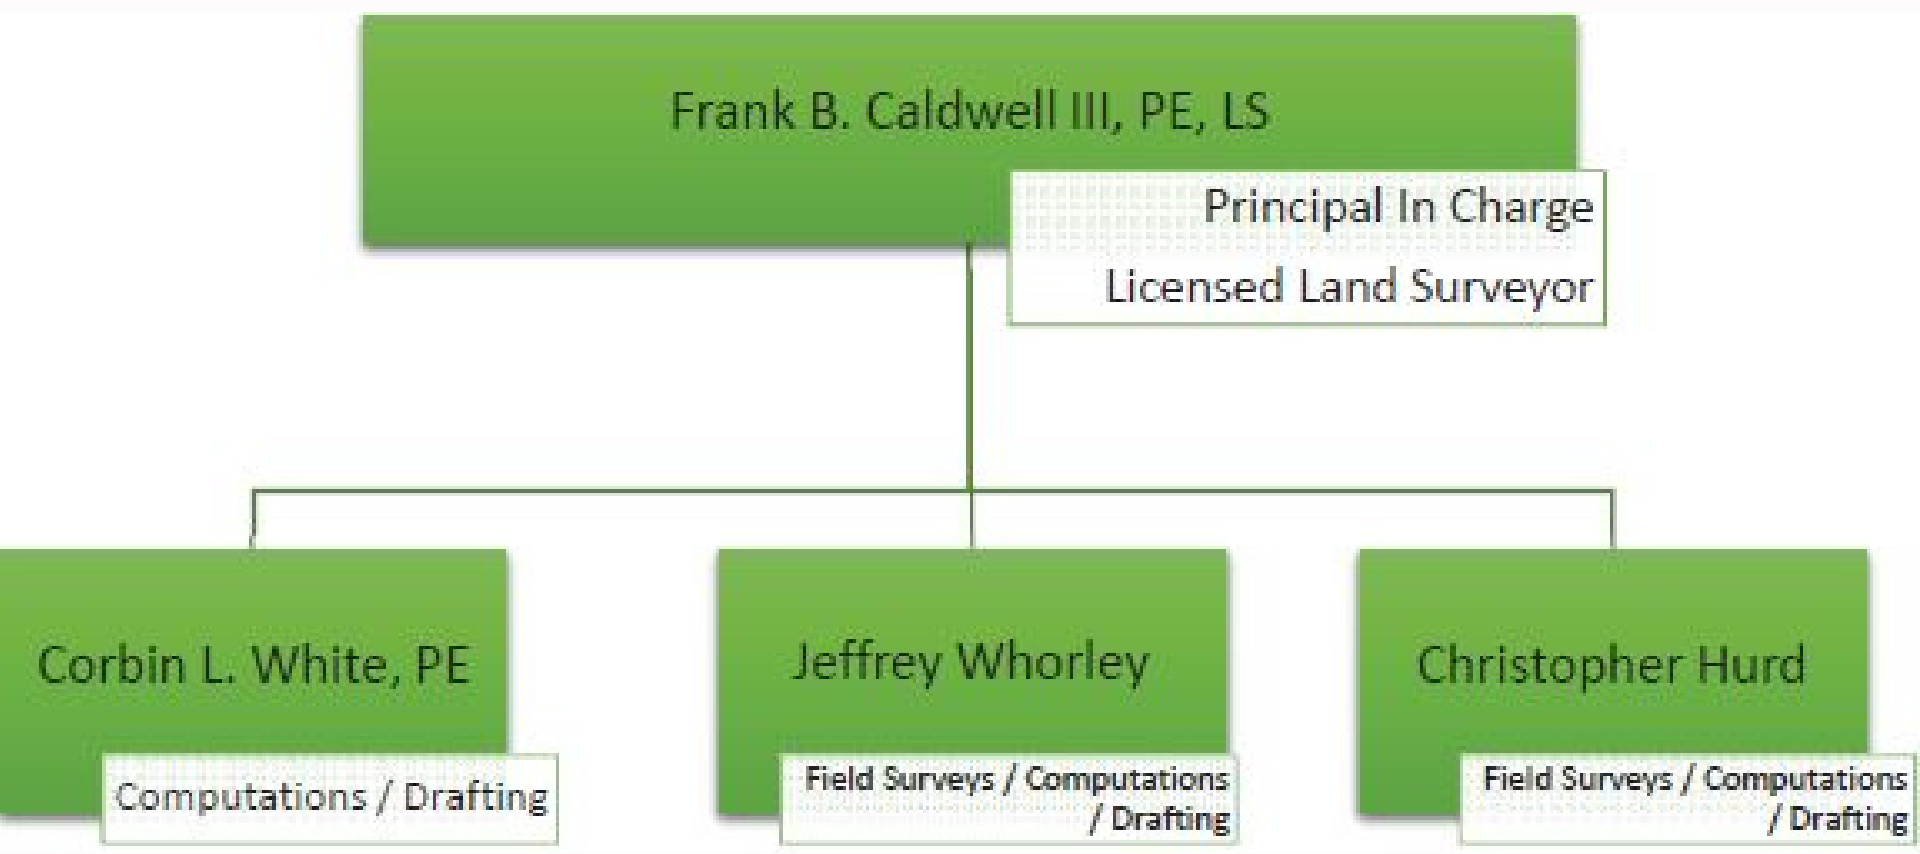 Frank B. Caldwell III, PE, LS
Principal In Charge
Licensed Land Surveyor
Corbin L. White, PE
Computations / Drafting
Jeffrey Whorley
Field Surveys / Computations
/ Drafting
Christopher Hurd
Field Surveys / Computations
/ Drafting